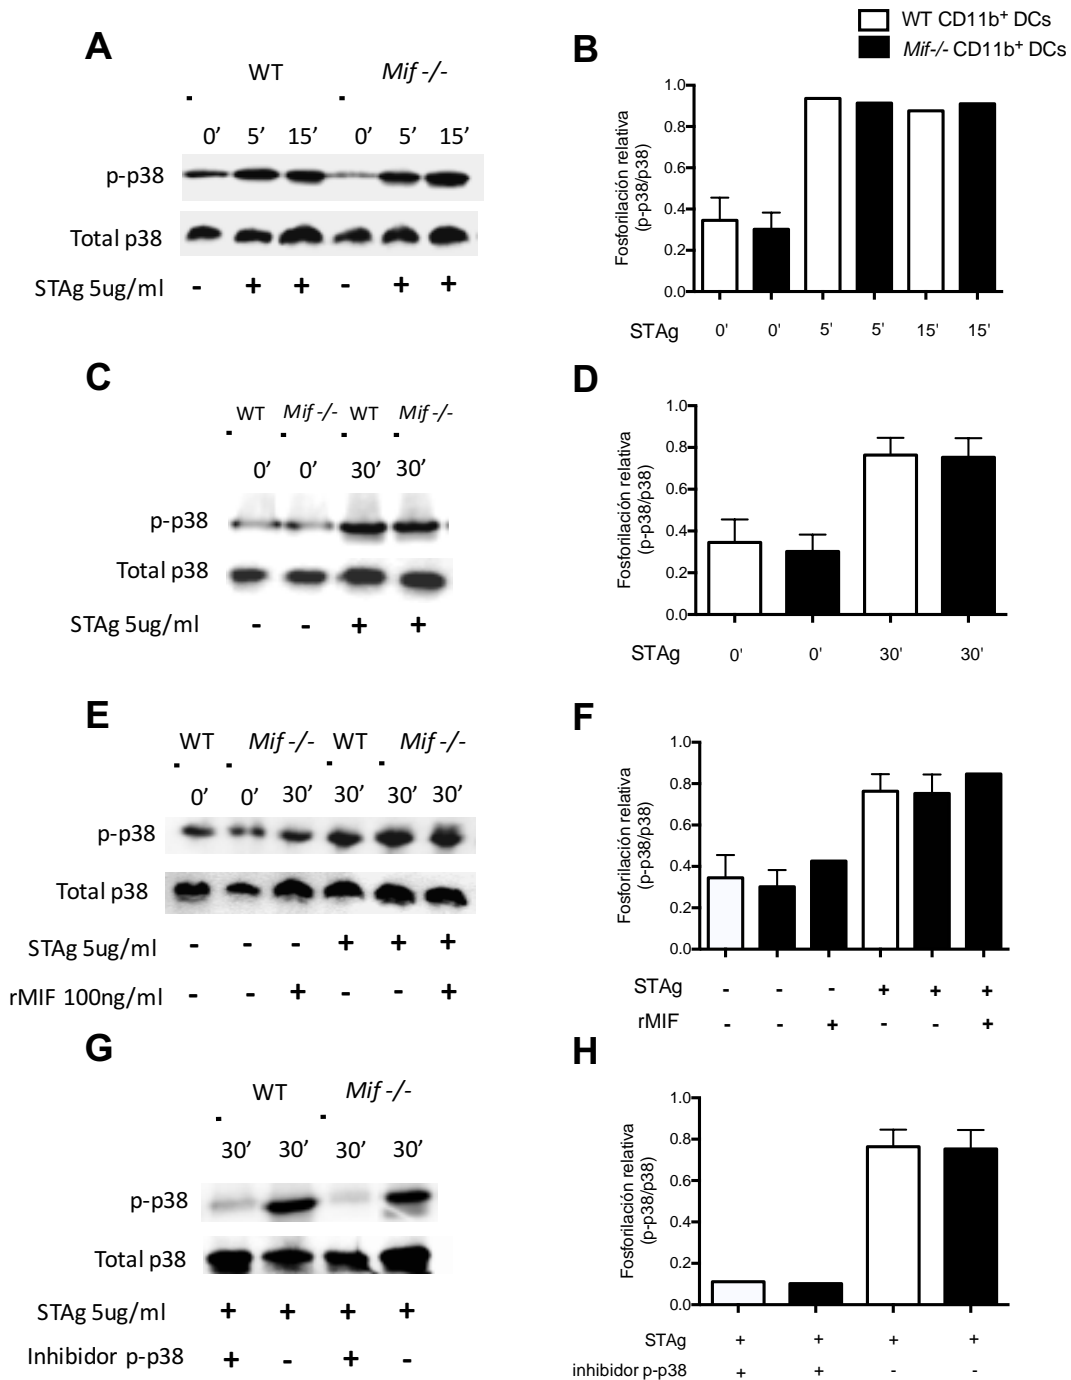 WT CD11b+ DCs
Mif-/- CD11b+ DCs
A
WT Mif -/-
0' 5' 15' 0' 5' 15'
p-p38
Total p38
STAg 5ug/ml - + + - + +
B
Fosforilación relativa
(p-p38/p38)
1.0
0.8
0.6
0.4
0.2
0.0
STAg 0' 0' 5' 5' 15' 15'
C
WT Mif -/- WT Mif -/-
0' 0' 30' 30'
p-p38
Total p38
STAg 5ug/ml - - + +
D
Fosforilación relativa
(p-p38/p38)
1.0
0.8
0.6
0.4
0.2
0.0
STAg 0' 0' 30' 30'
E
WT Mif -/- WT Mif -/-
0' 0' 30' 30' 30' 30'
p-p38
Total p38
STAg 5ug/ml - - - + + +
rMIF 100ng/ml - - + - - +
F
Fosforilación relativa
(p-p38/p38)
1.0
0.8
0.6
0.4
0.2
0.0
STAg - - - + + +
rMIF - - + - - +
G
WT Mif -/-
30' 30' 30' 30'
p-p38
Total p38
STAg 5ug/ml + + + +
Inhibidor p-p38 + - + -
H
Fosforilación relativa
(p-p38/p38)
1.0
0.8
0.6
0.4
0.2
0.0
STAg + + + +
inhibidor p-p38 + + - -